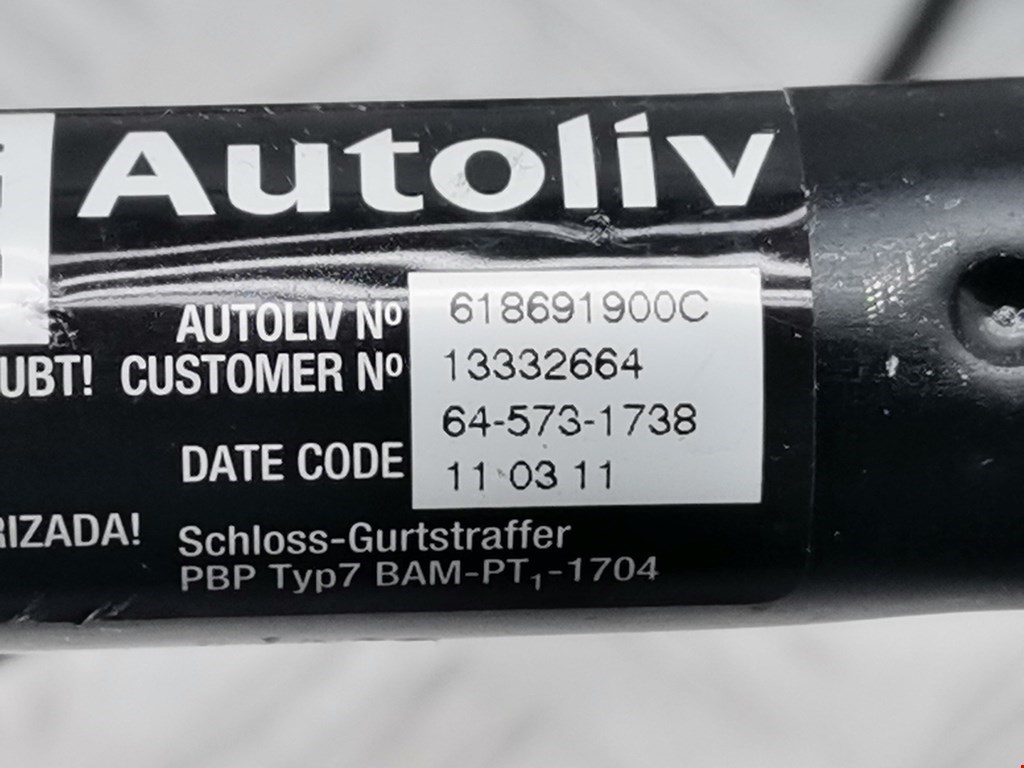 Autoliv
AUTOLIV Nº 618691900C
UBT! CUSTOMER Nº 13332664
64-573-1738
DATE CODE 11 03 11
RIZADA! Schloss-Gurtstraffer
PBP Typ7 BAM-PT₁-1704